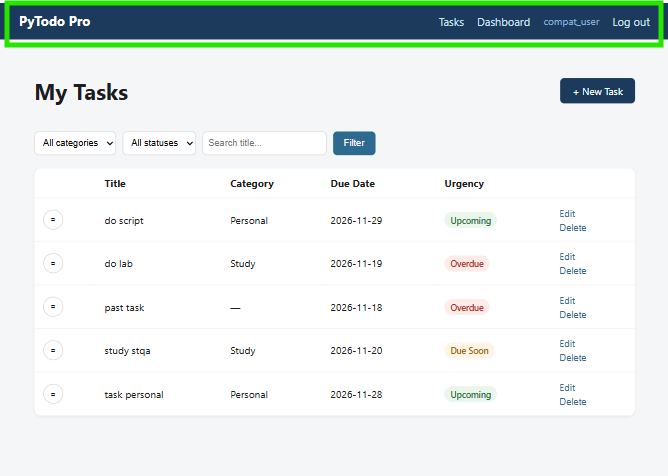 PyTodo Pro Tasks Dashboard compat_user Log out
My Tasks + New Task
All categories All statuses Search title... Filter
Title Category Due Date Urgency
= do script Personal 2026-11-29 Upcoming Edit Delete
= do lab Study 2026-11-19 Overdue Edit Delete
= past task — 2026-11-18 Overdue Edit Delete
= study stqa Study 2026-11-20 Due Soon Edit Delete
= task personal Personal 2026-11-28 Upcoming Edit Delete